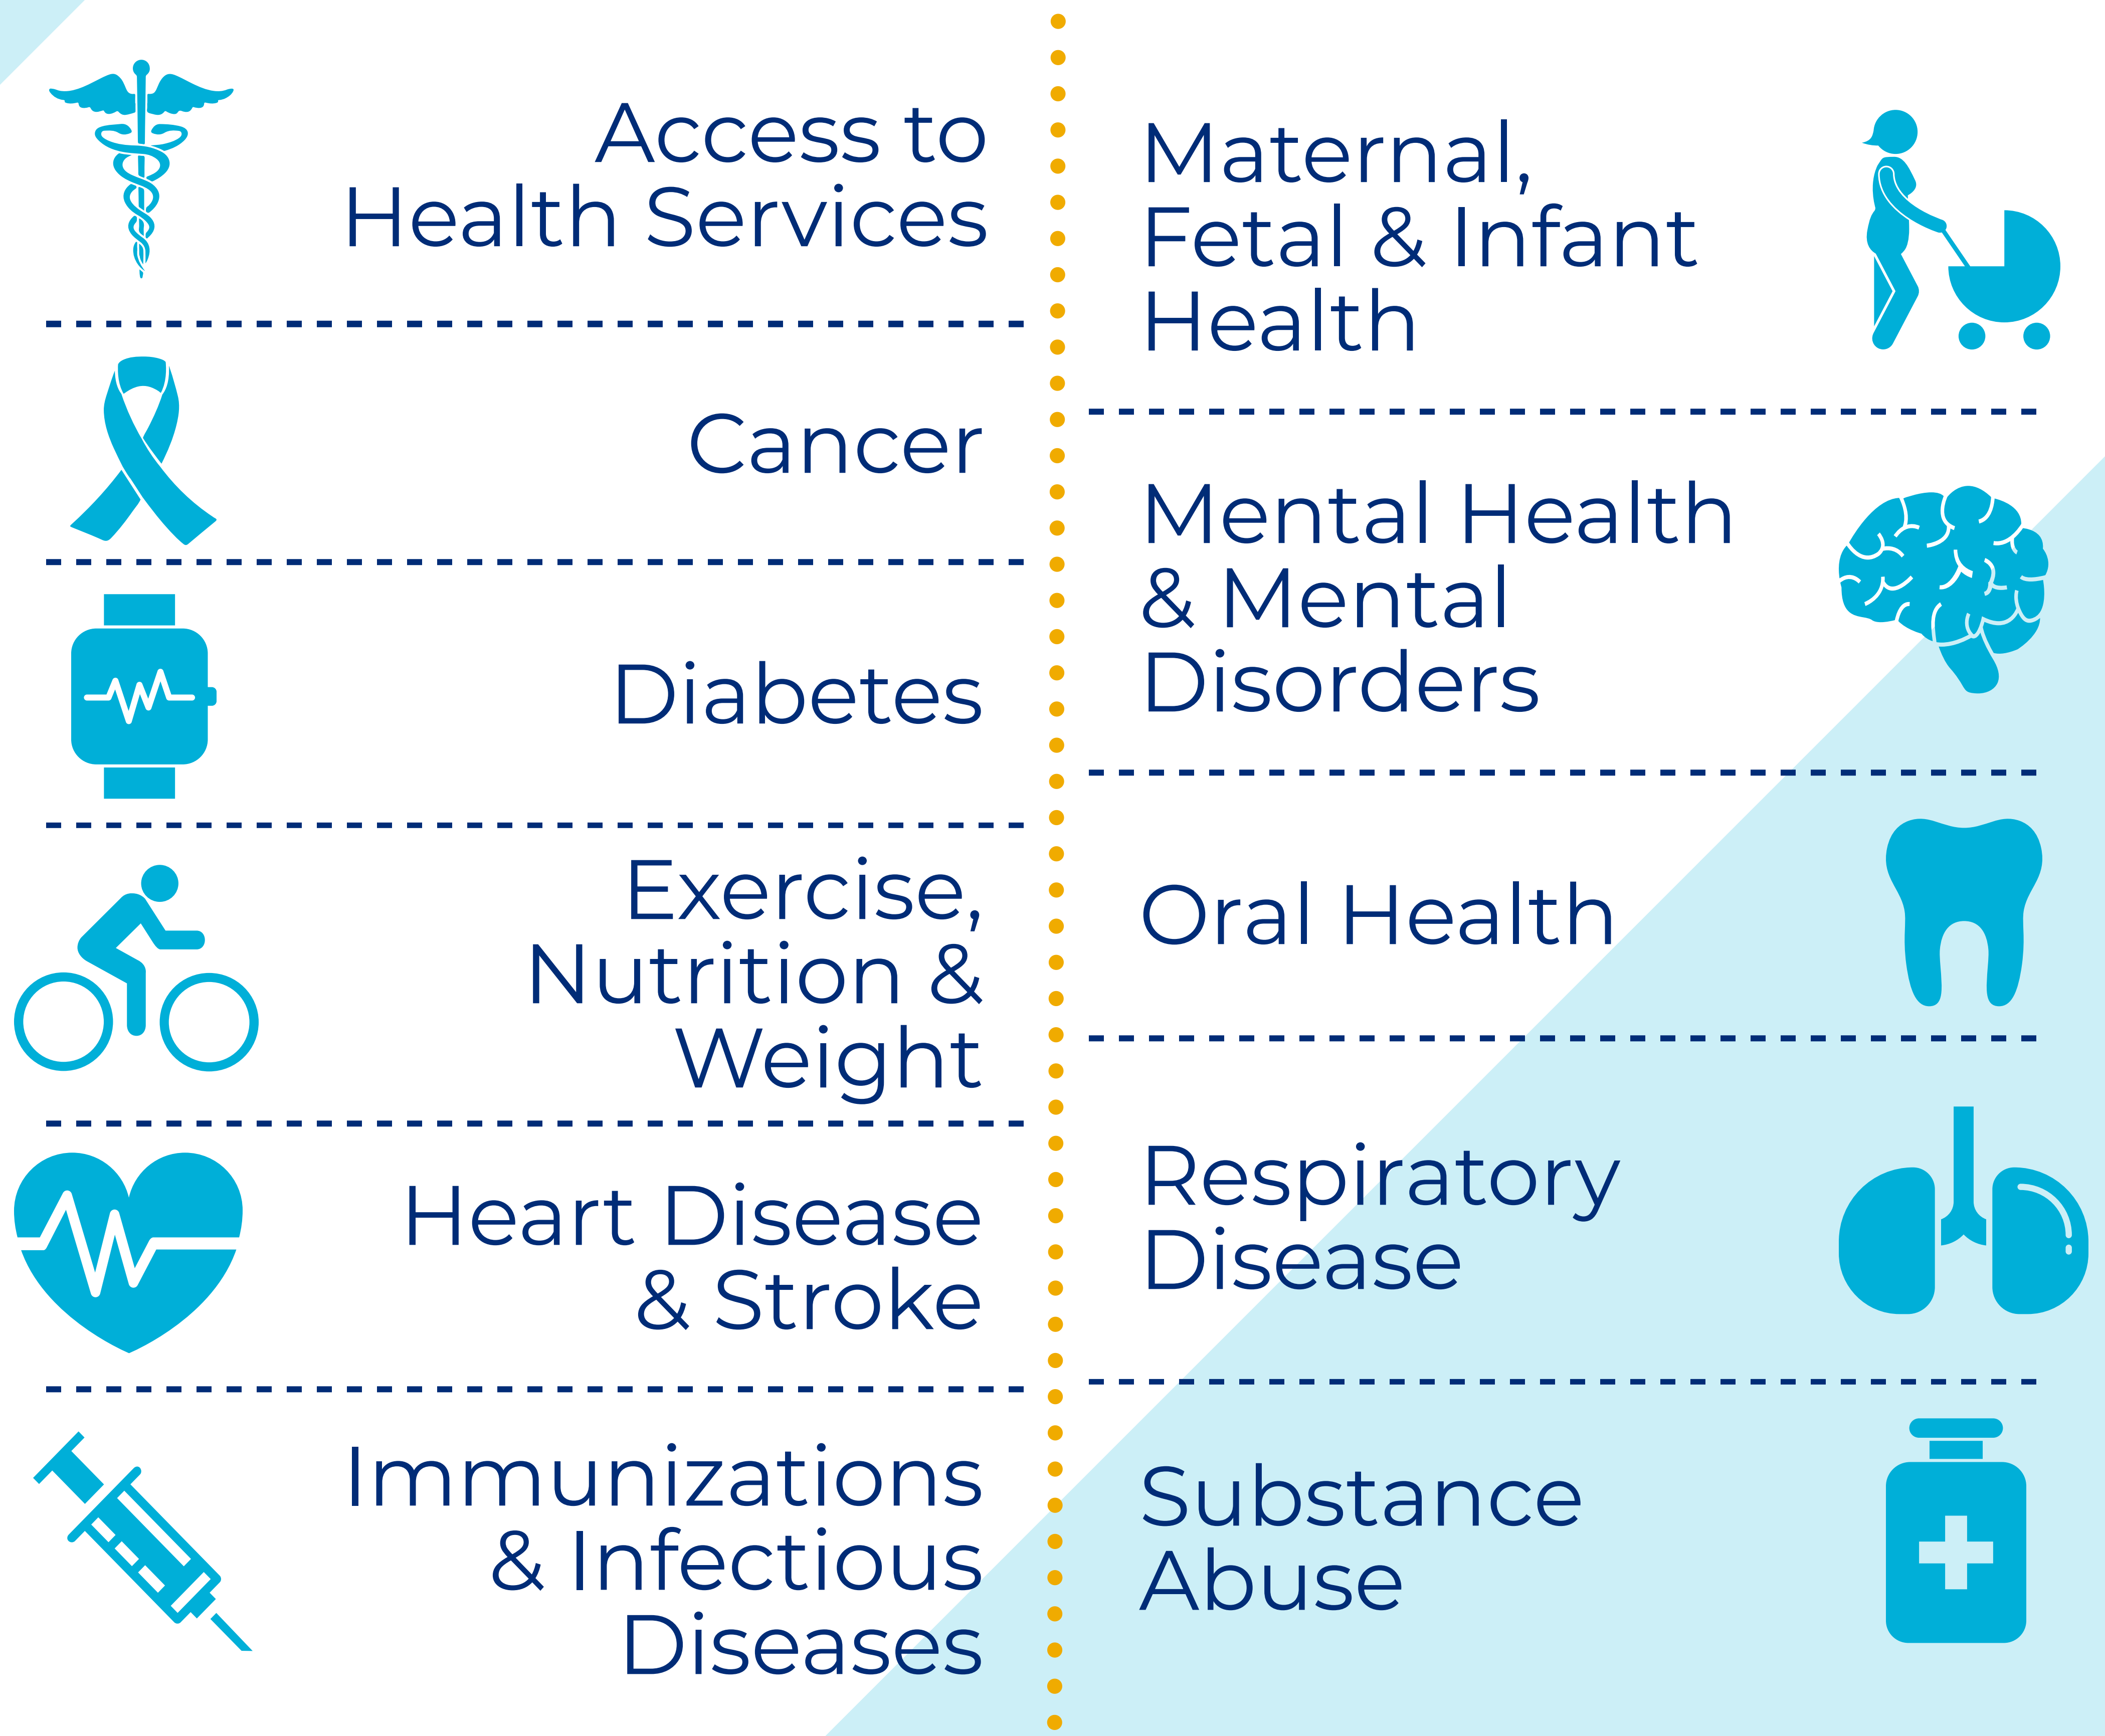 Access to
Health Services
Cancer
Diabetes
Exercise,
Nutrition &
Weight
Heart Disease
& Stroke
Immunizations
& Infectious
Diseases
Maternal,
Fetal & Infant
Health
Mental Health
& Mental
Disorders
Oral Health
Respiratory
Disease
Substance
Abuse